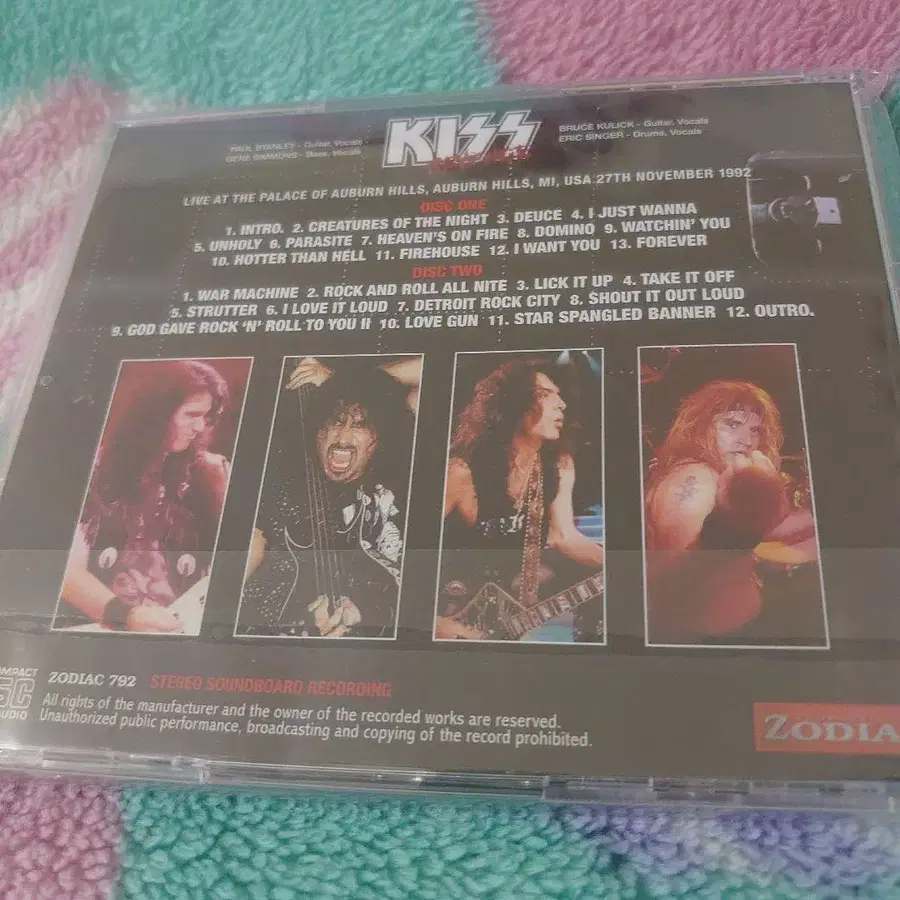 PAUL STANLEY - Guitar, Vocals
GENE SIMMONS - Bass, Vocals
KISS
BRUCE KULICK - Guitar, Vocals
ERIC SINGER - Drums, Vocals
LIVE AT THE PALACE OF AUBURN HILLS, AUBURN HILLS, MI, USA 27TH NOVEMBER 1992
DISC ONE
1. INTRO. 2. CREATURES OF THE NIGHT 3. DEUCE 4. I JUST WANNA
5. UNHOLY 6. PARASITE 7. HEAVEN'S ON FIRE 8. DOMINO 9. WATCHIN' YOU
10. HOTTER THAN HELL 11. FIREHOUSE 12. I WANT YOU 13. FOREVER
DISC TWO
1. WAR MACHINE 2. ROCK AND ROLL ALL NITE 3. LICK IT UP 4. TAKE IT OFF
5. STRUTTER 6. I LOVE IT LOUD 7. DETROIT ROCK CITY 8. SHOUT IT OUT LOUD
9. GOD GAVE ROCK 'N' ROLL TO YOU II 10. LOVE GUN 11. STAR SPANGLED BANNER 12. OUTRO.
ZODIAC 792 STEREO SOUNDBOARD RECORDING
All rights of the manufacturer and the owner of the recorded works are reserved.
Unauthorized public performance, broadcasting and copying of the record prohibited.
ZODIA